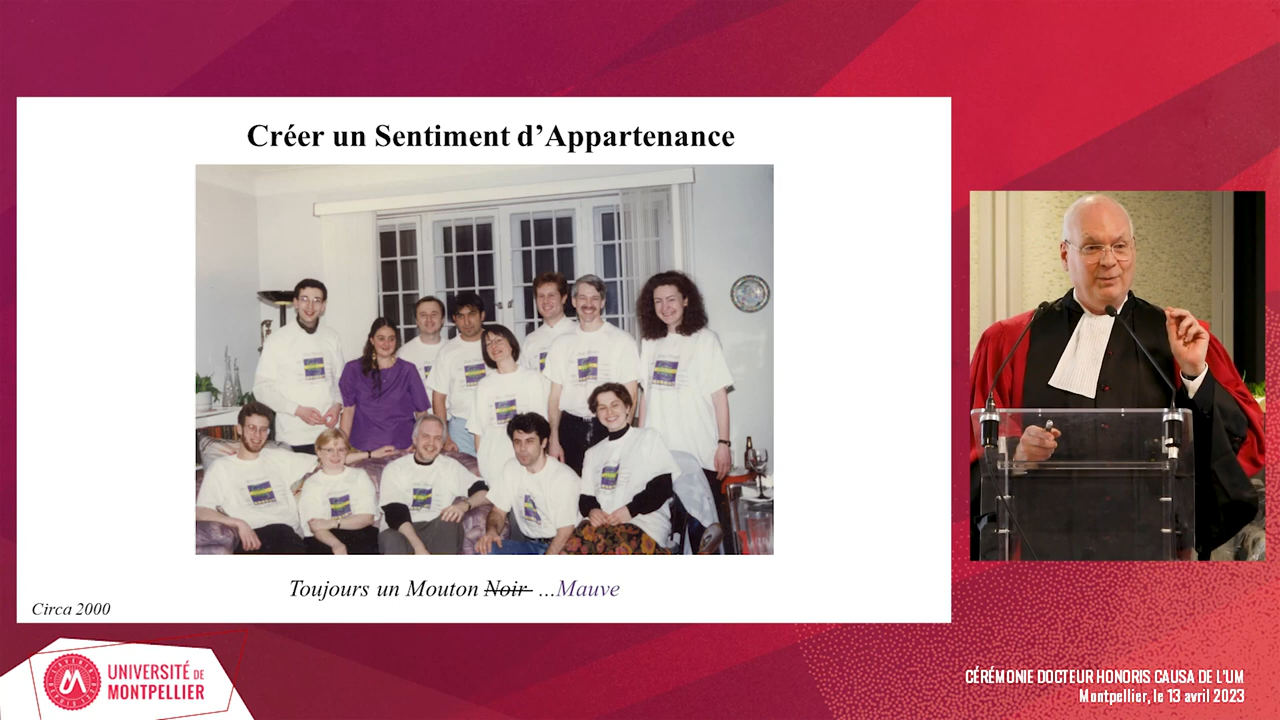 Créer un Sentiment d’Appartenance
Toujours un Mouton Noir ...Mauve
Circa 2000
UNIVERSITÉ DE
MONTPELLIER
CÉRÉMONIE DOCTEUR HONORIS CAUSA DE L'UM
Montpellier, le 13 avril 2023